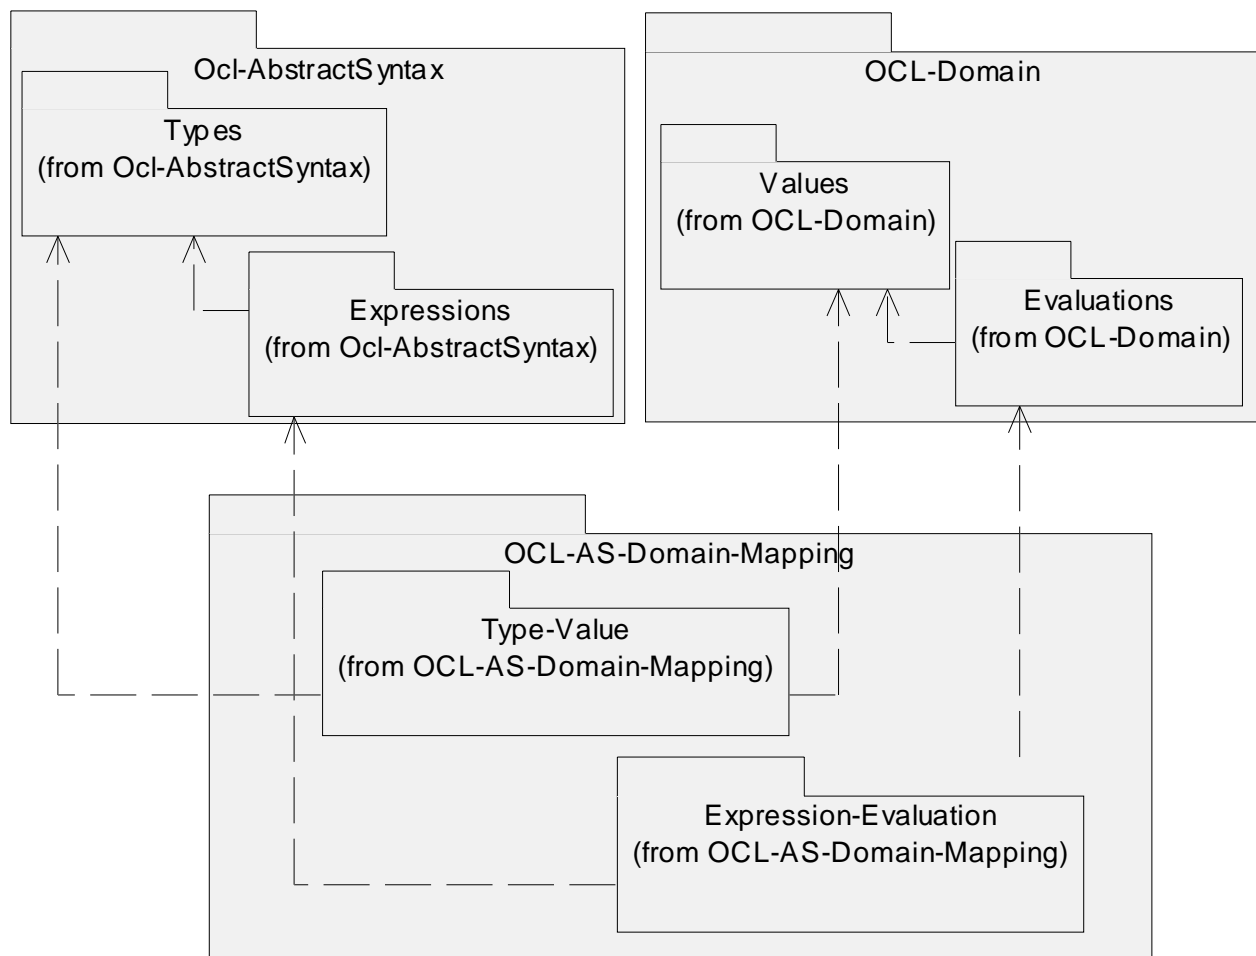 Ocl-AbstractSyntax
Types
(from Ocl-AbstractSyntax)
Expressions
(from Ocl-AbstractSyntax)
OCL-Domain
Values
(from OCL-Domain)
Evaluations
(from OCL-Domain)
OCL-AS-Domain-Mapping
Type-Value
(from OCL-AS-Domain-Mapping)
Expression-Evaluation
(from OCL-AS-Domain-Mapping)